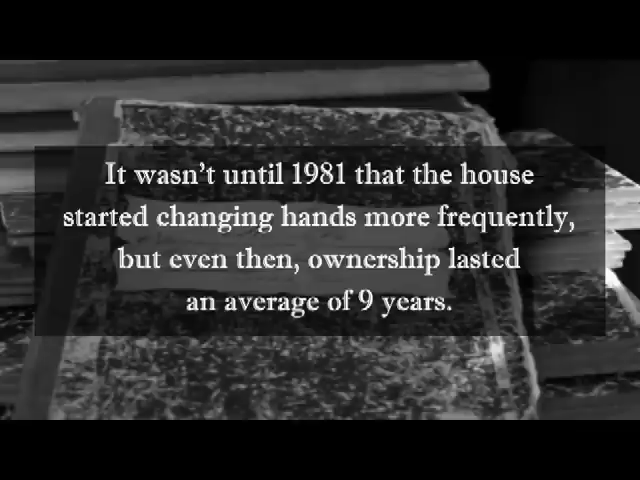 It wasn't until 1981 that the house
started changing hands more frequently,
but even then, ownership lasted
an average of 9 years.